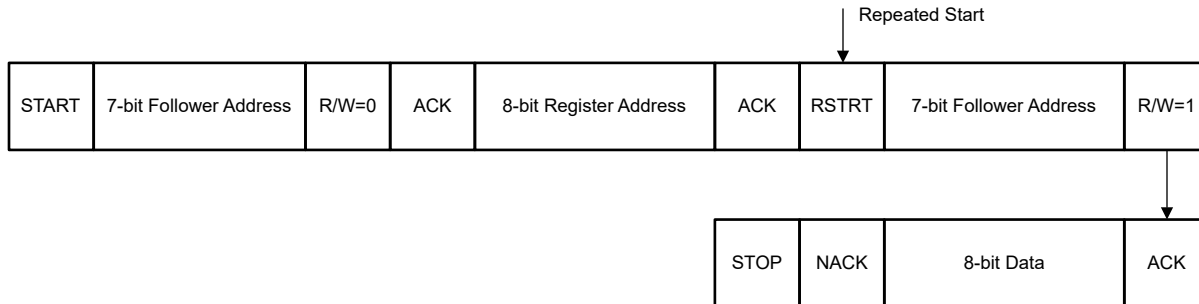 Repeated Start
START 7-bit Follower Address R/W=0 ACK 8-bit Register Address ACK RSTRT 7-bit Follower Address R/W=1
STOP NACK 8-bit Data ACK